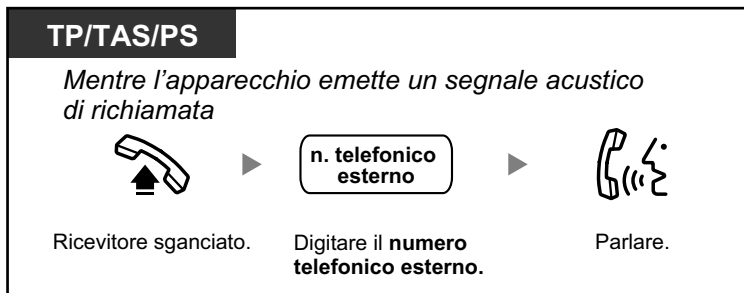 TP/TAS/PS
Mentre l'apparecchio emette un segnale acustico
di richiamata
n. telefonico
esterno
Ricevitore sganciato.
Digitare il numero
telefonico esterno.
Parlare.